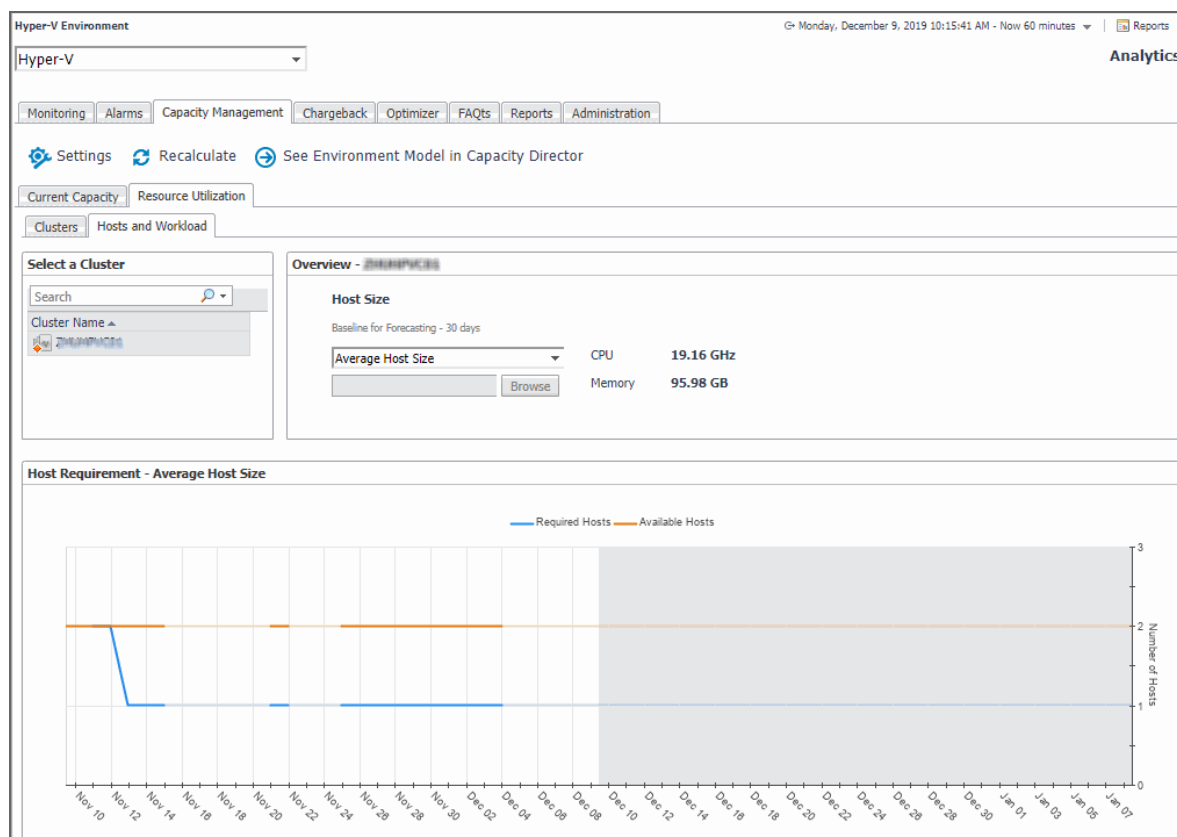 Hyper-V Environment
Monday, December 9, 2019 10:15:41 AM - Now 60 minutes | Reports
Hyper-V
Analytics
Monitoring Alarms Capacity Management Chargeback Optimizer FAQts Reports Administration
Settings Recalculate See Environment Model in Capacity Director
Current Capacity Resource Utilization
Clusters Hosts and Workload
Select a Cluster
Search
Cluster Name
Overview -
Host Size
Baseline for Forecasting - 30 days
Average Host Size CPU 19.16 GHz
Browse Memory 95.98 GB
Host Requirement - Average Host Size
Required Hosts Available Hosts
3
2
1
0
Number of Hosts
Nov 10 Nov 12 Nov 14 Nov 16 Nov 18 Nov 20 Nov 22 Nov 24 Nov 26 Nov 28 Nov 30 Dec 02 Dec 04 Dec 06 Dec 08 Dec 10 Dec 12 Dec 14 Dec 16 Dec 18 Dec 20 Dec 22 Dec 24 Dec 26 Dec 28 Dec 30 Jan 01 Jan 03 Jan 05 Jan 07